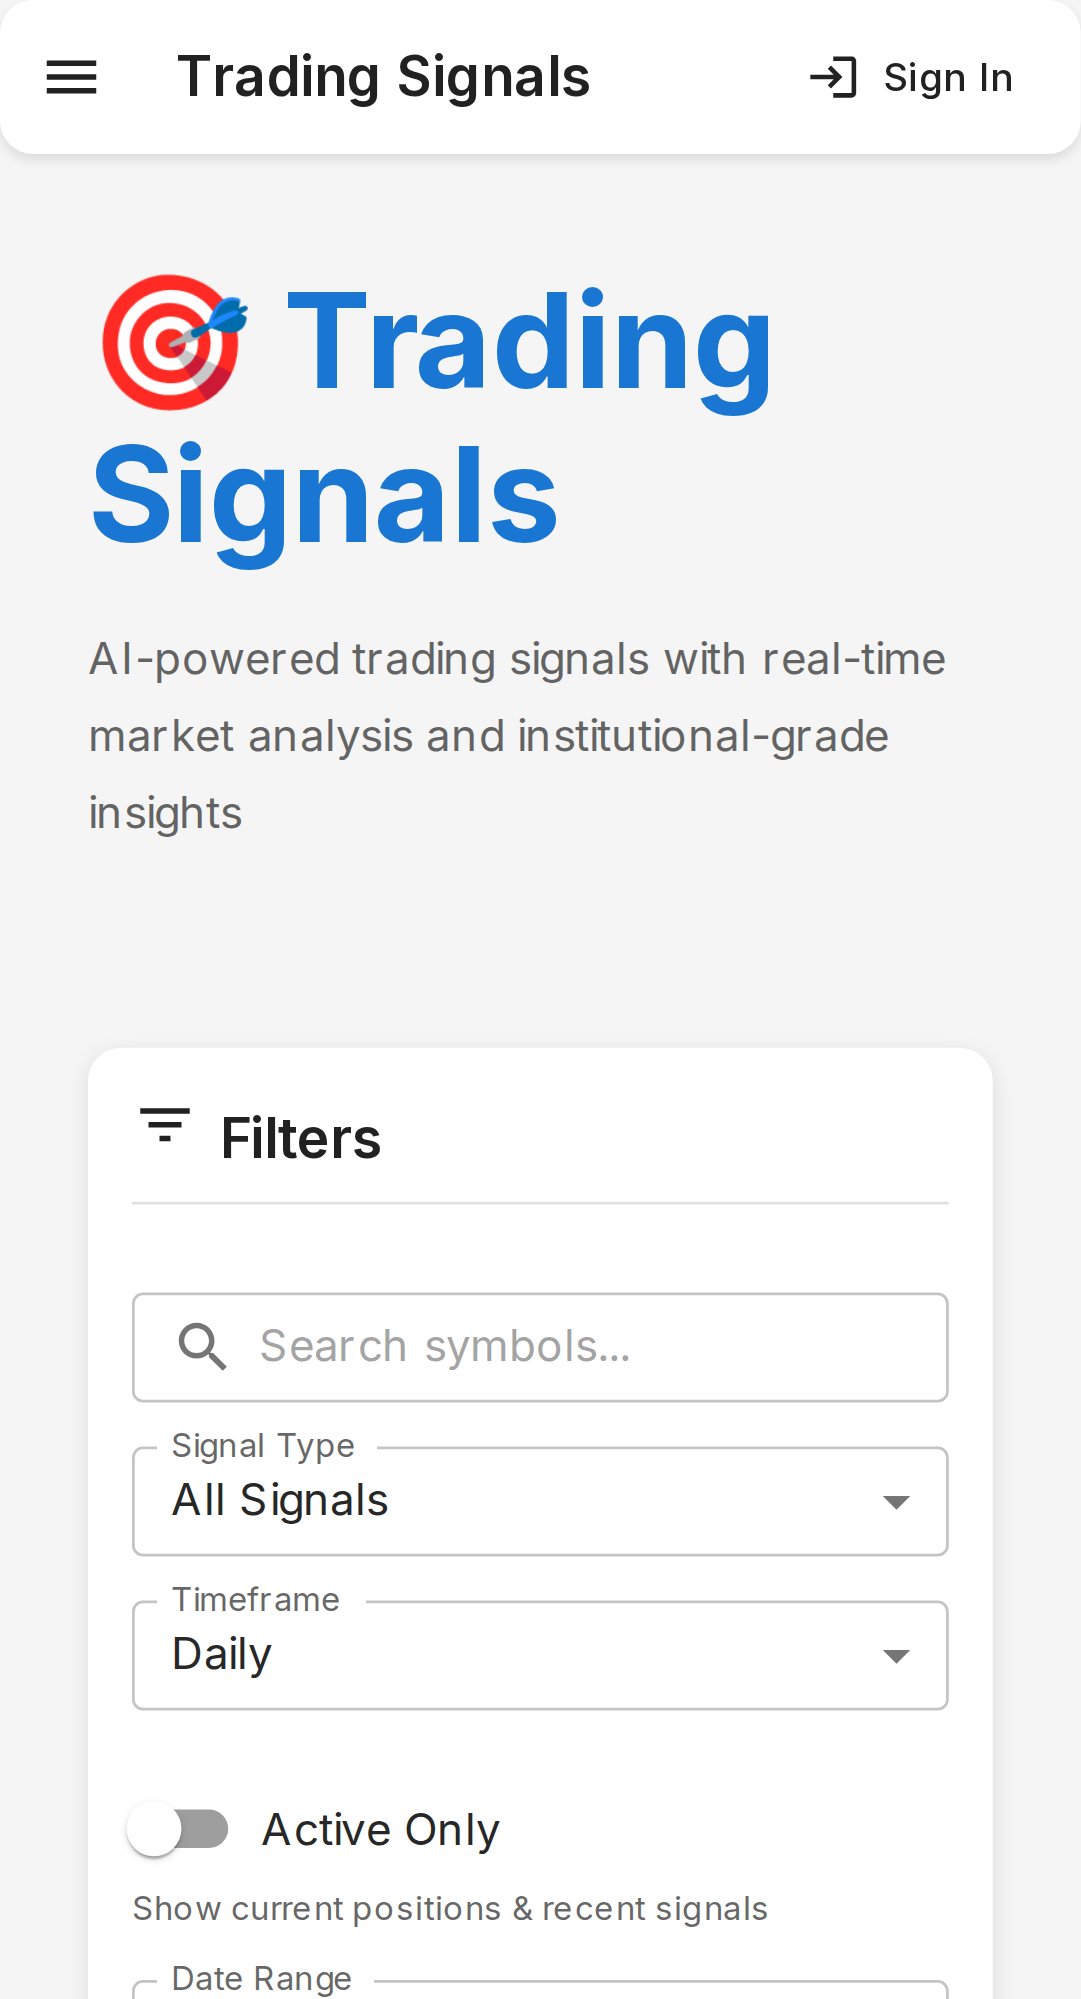 Trading Signals
Sign In
🎯 Trading
Signals
AI-powered trading signals with real-time
market analysis and institutional-grade
insights
Filters
Search symbols...
Signal Type
All Signals
Timeframe
Daily
Active Only
Show current positions & recent signals
Date Range